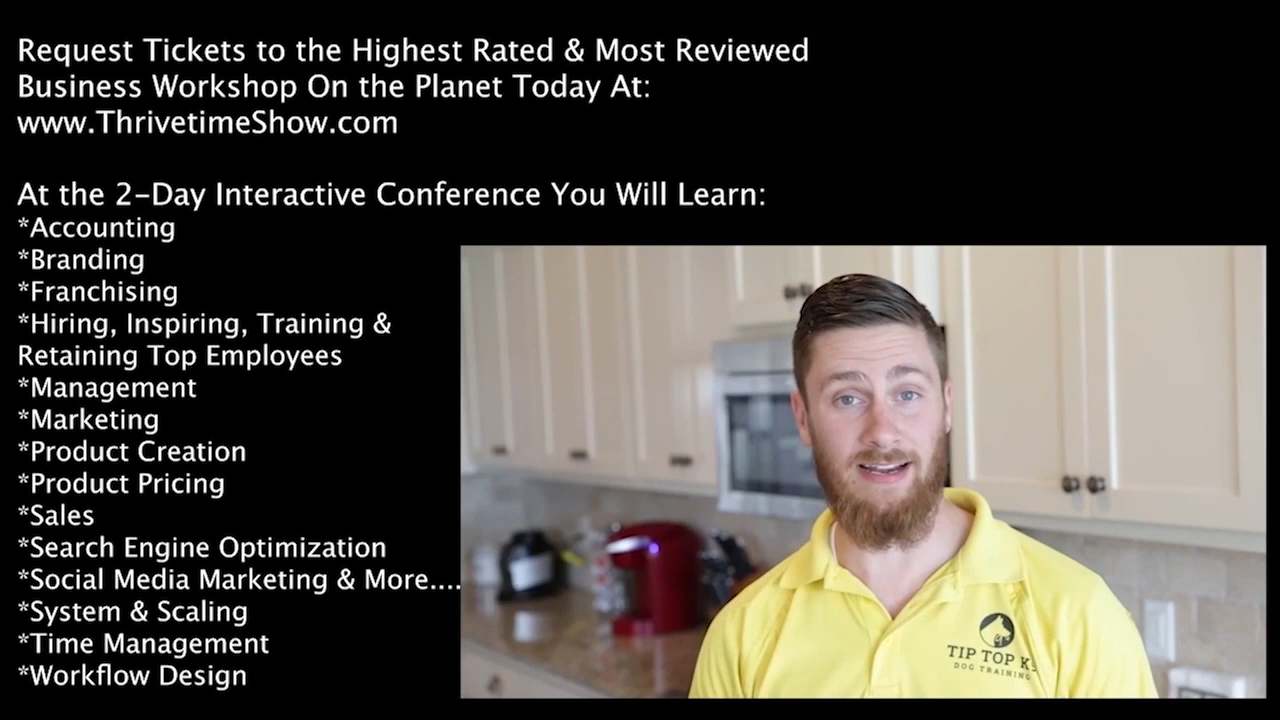 Request Tickets to the Highest Rated & Most Reviewed
Business Workshop On the Planet Today At:
www.ThrivetimeShow.com
At the 2-Day Interactive Conference You Will Learn:
*Accounting
*Branding
*Franchising
*Hiring, Inspiring, Training &
Retaining Top Employees
*Management
*Marketing
*Product Creation
*Product Pricing
*Sales
*Search Engine Optimization
*Social Media Marketing & More....
*System & Scaling
*Time Management
*Workflow Design
TIP TOP K9
DOG TRAINING